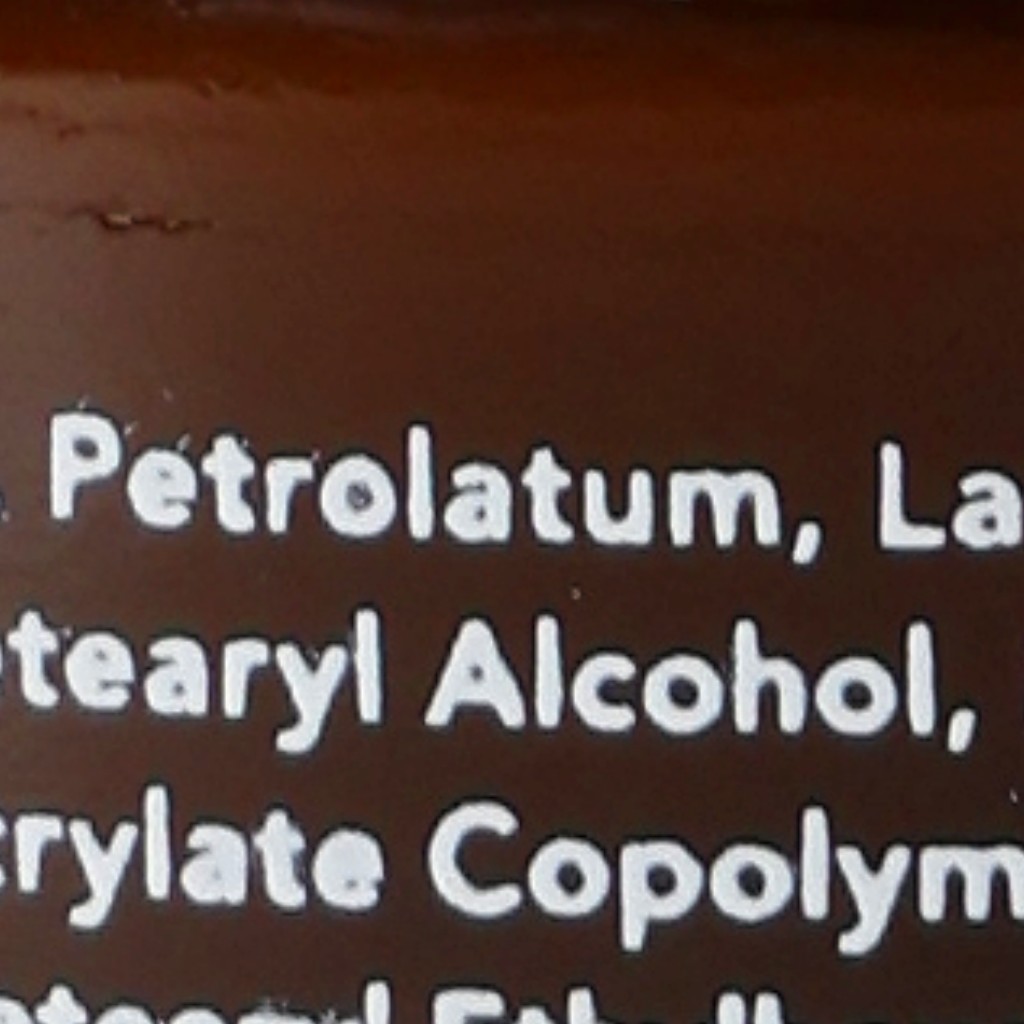 Petrolatum, La
tearyl Alcohol,
rylate Copolym